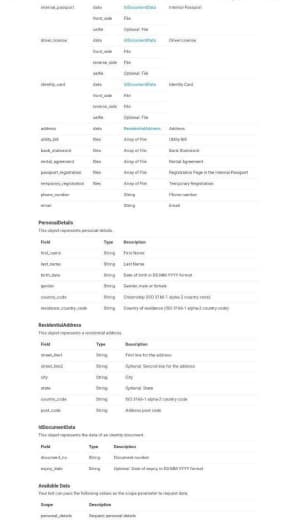 internal_passport data IdDocumentData Internal Passport
front_side File
selfie Optional. File
driver_license data IdDocumentData Driver License
front_side File
reverse_side File
selfie Optional. File
identity_card data IdDocumentData Identity Card
front_side File
reverse_side File
selfie Optional. File
address data ResidentialAddress Address
utility_bill files Array of File Utility Bill
bank_statement files Array of File Bank Statement
rental_agreement files Array of File Rental Agreement
passport_registration files Array of File Registration Page in the Internal Passport
temporary_registration files Array of File Temporary Registration
phone_number String Phone number
email String Email
PersonalDetails
This object represents personal details.
Field Type Description
first_name String First Name
last_name String Last Name
birth_date String Date of birth in DD.MM.YYYY format
gender String Gender, male or female
country_code String Citizenship (ISO 3166-1 alpha-2 country code)
residence_country_code String Country of residence (ISO 3166-1 alpha-2 country code)
ResidentialAddress
This object represents a residential address.
Field Type Description
street_line1 String First line for the address
street_line2 String Optional. Second line for the address
city String City
state String Optional. State
country_code String ISO 3166-1 alpha-2 country code
post_code String Address post code
IdDocumentData
This object represents the data of an identity document.
Field Type Description
document_no String Document number
expiry_date String Optional. Date of expiry, in DD.MM.YYYY format
Available Data
Your bot can pass the following values as the scope parameter to request data.
Scope Description
personal_details Request personal details